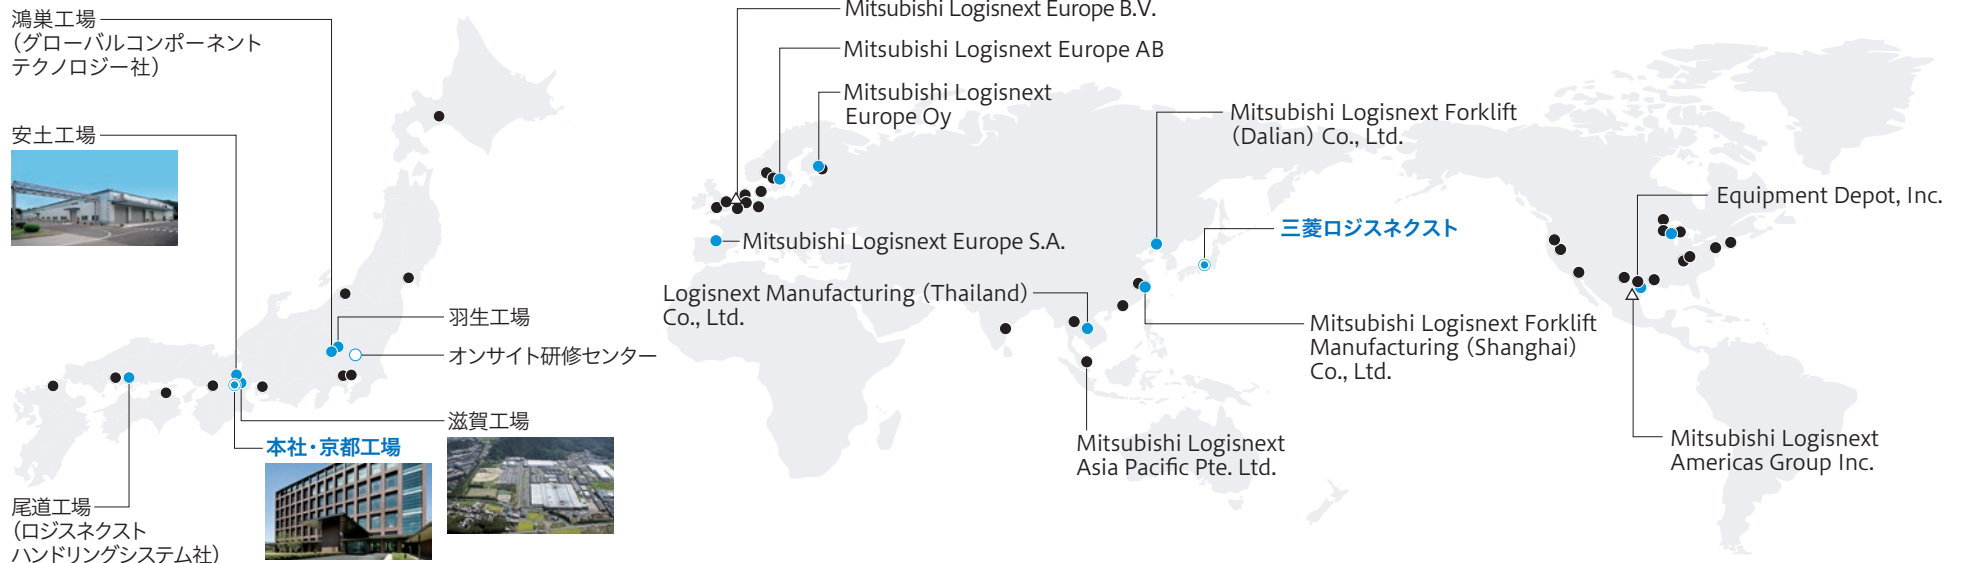 鴻巣工場
（グローバルコンポーネント
テクノロジー社）
安土工場
羽生工場
オンサイト研修センター
滋賀工場
本社・京都工場
尾道工場
（ロジスネクスト
ハンドリングシステム社）
Mitsubishi Logisnext Europe B.V.
Mitsubishi Logisnext Europe AB
Mitsubishi Logisnext
Europe Oy
Mitsubishi Logisnext Europe S.A.
Logisnext Manufacturing (Thailand)
Co., Ltd.
Mitsubishi Logisnext Forklift
(Dalian) Co., Ltd.
三菱ロジスネクスト
Mitsubishi Logisnext Forklift
Manufacturing (Shanghai)
Co., Ltd.
Mitsubishi Logisnext
Asia Pacific Pte. Ltd.
Equipment Depot, Inc.
Mitsubishi Logisnext
Americas Group Inc.